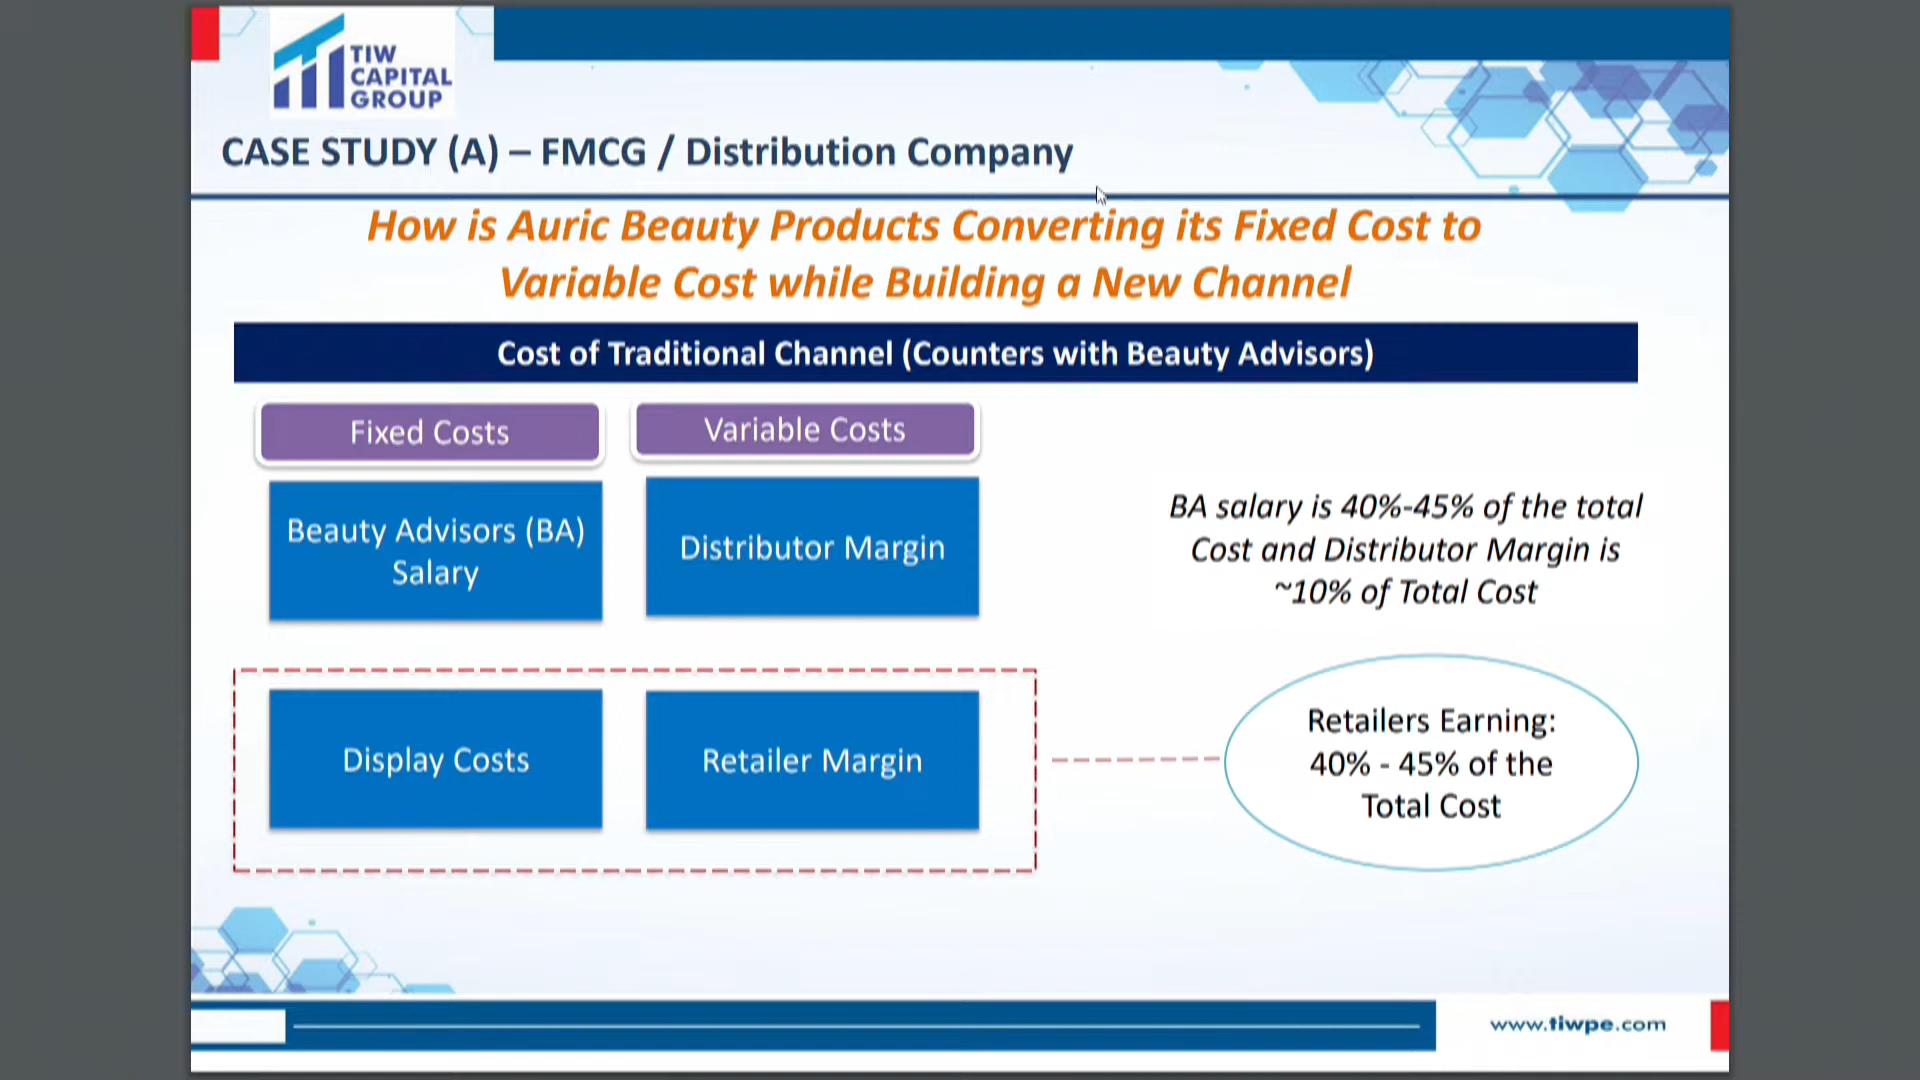 TIW
CAPITAL
GROUP
CASE STUDY (A) – FMCG / Distribution Company
How is Auric Beauty Products Converting its Fixed Cost to
Variable Cost while Building a New Channel
Cost of Traditional Channel (Counters with Beauty Advisors)
Fixed Costs
Variable Costs
Beauty Advisors (BA)
Salary
Distributor Margin
BA salary is 40%-45% of the total
Cost and Distributor Margin is
~10% of Total Cost
Display Costs
Retailer Margin
Retailers Earning:
40% - 45% of the
Total Cost
www.tiwpe.com